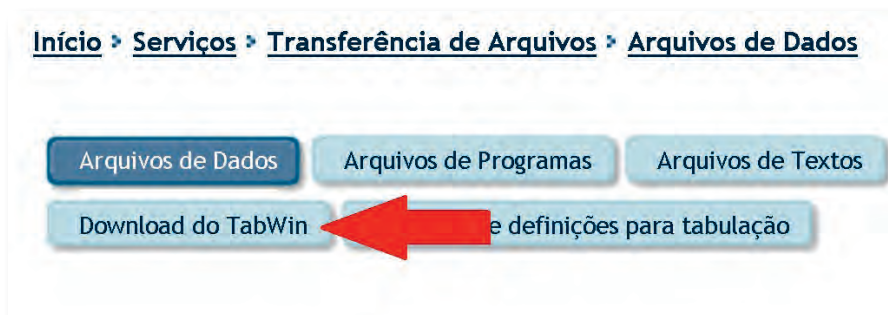 Início > Serviços > Transferência de Arquivos > Arquivos de Dados
Arquivos de Dados Arquivos de Programas Arquivos de Textos
Download do TabWin e definições para tabulação